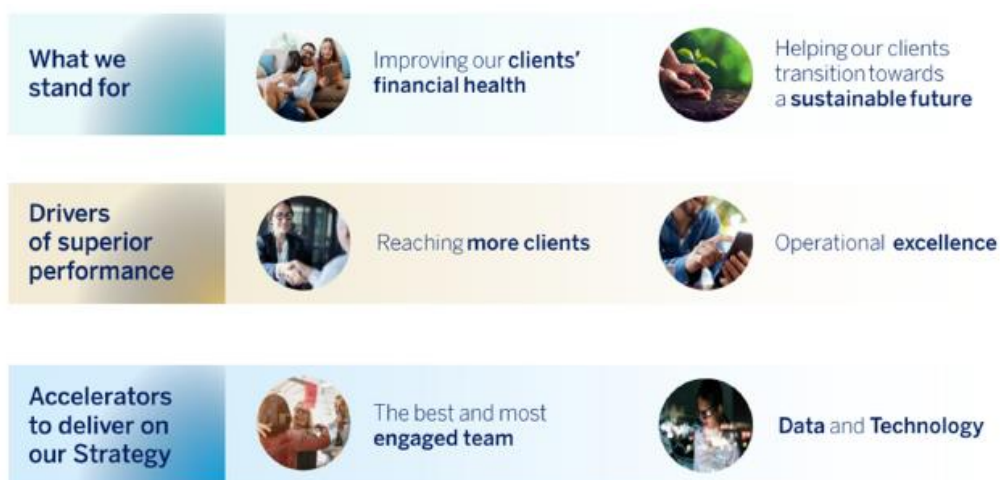 What we
stand for
Improving our clients'
financial health
Helping our clients
transition towards
a sustainable future
Drivers
of superior
performance
Reaching more clients
Operational excellence
Accelerators
to deliver on
our Strategy
The best and most
engaged team
Data and Technology